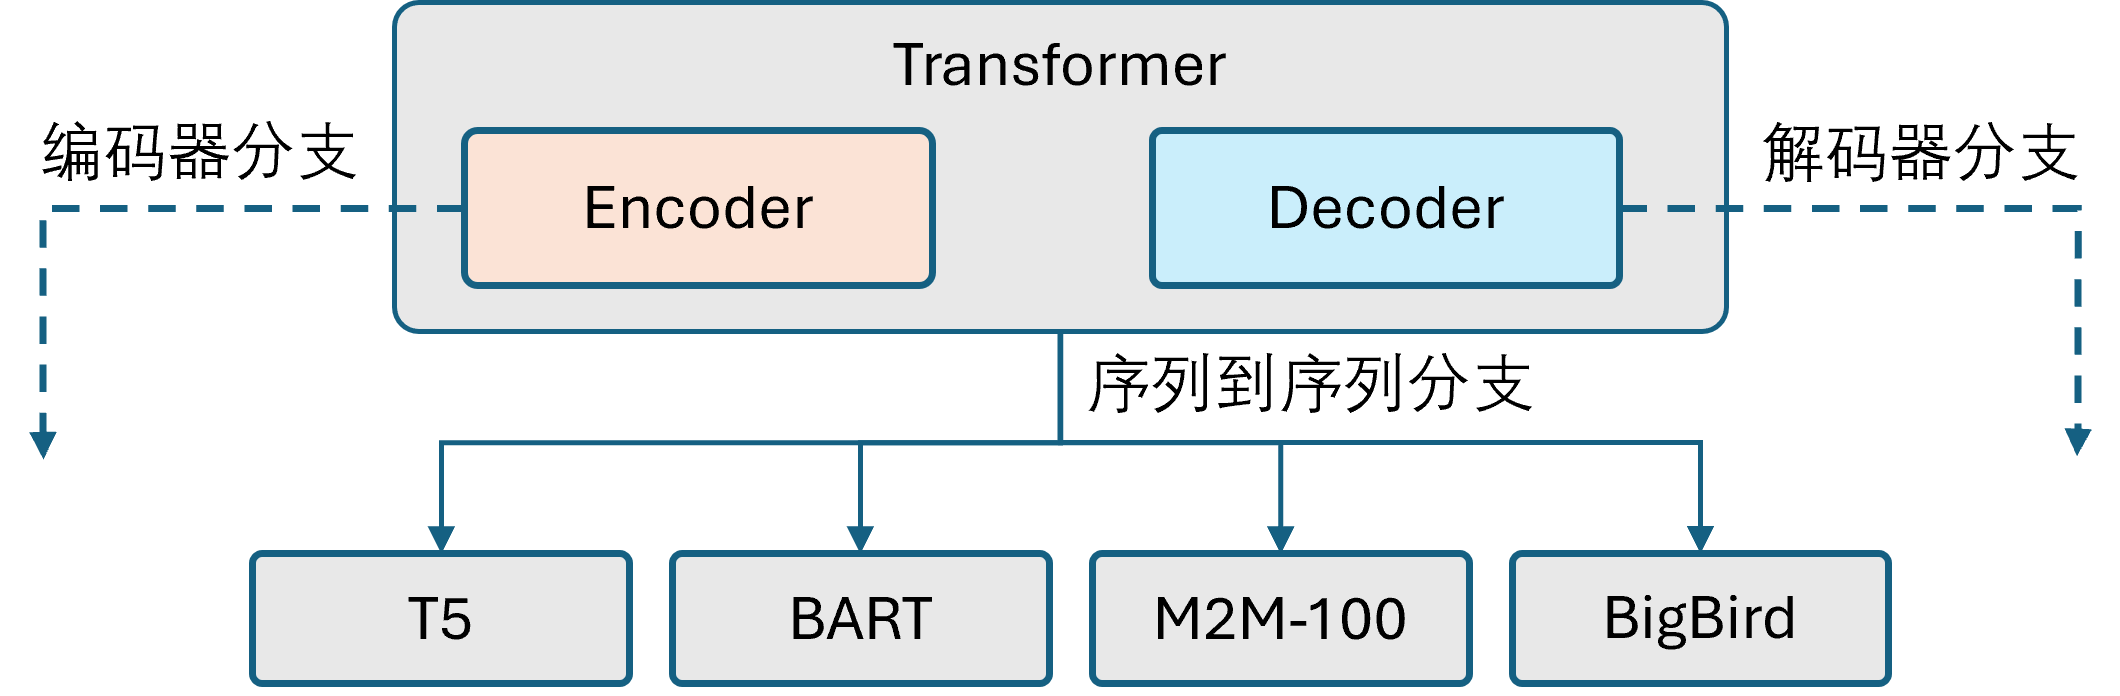 Transformer
编码器分支
Encoder
Decoder
解码器分支
序列到序列分支
T5
BART
M2M-100
BigBird